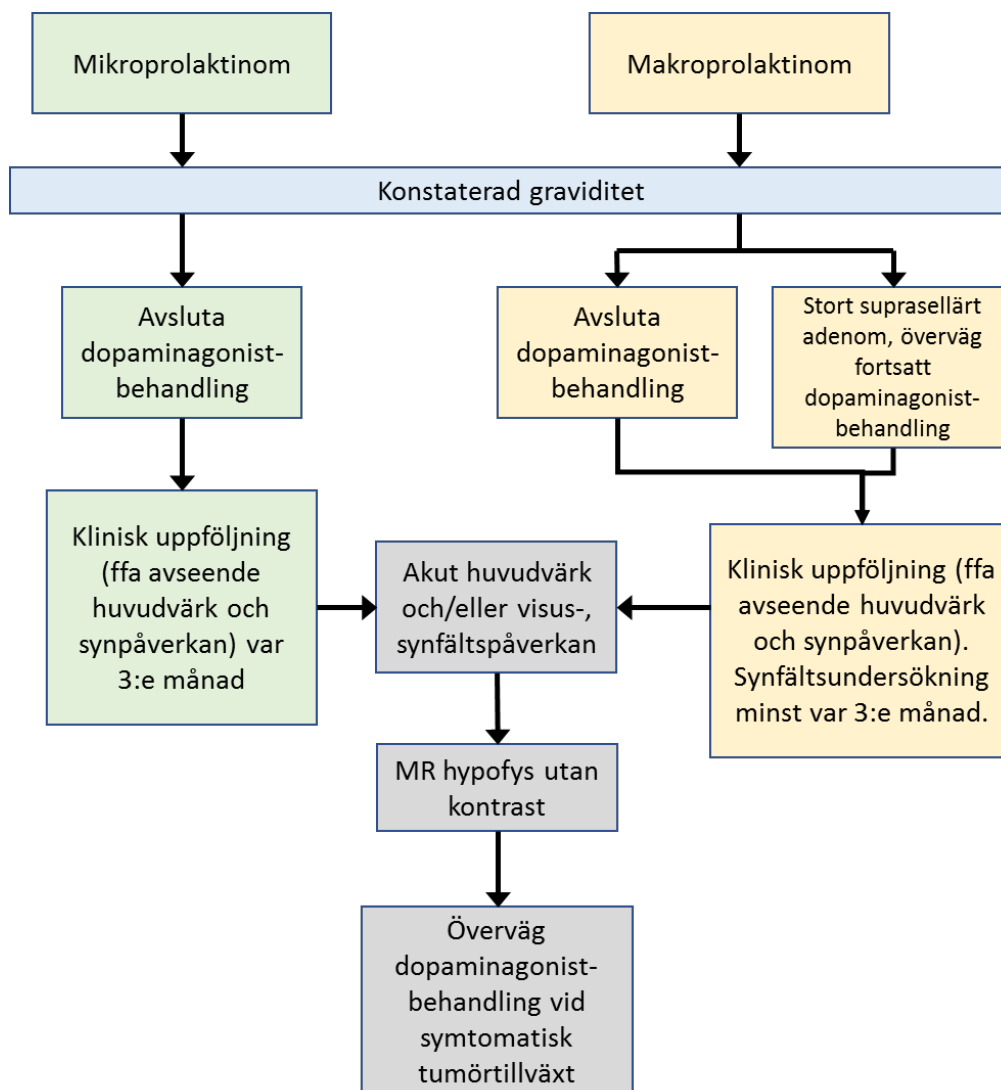 Mikroprolaktinom
Makroprolaktinom
Konstaterad graviditet
Avsluta
dopaminagonist-
behandling
Avsluta
dopaminagonist-
behandling
Stort suprasellärt
adenom, överväg
fortsatt
dopaminagonist-
behandling
Klinisk uppföljning
(ffa avseende
huvudvärk och
synpåverkan) var
3:e månad
Akut huvudvärk
och/eller visus-,
synfältspåverkan
Klinisk uppföljning (ffa
avseende huvudvärk
och synpåverkan).
Synfältsundersökning
minst var 3:e månad.
MR hypofys utan
kontrast
Överväg
dopaminagonist-
behandling vid
symtomatisk
tumörtillväxt